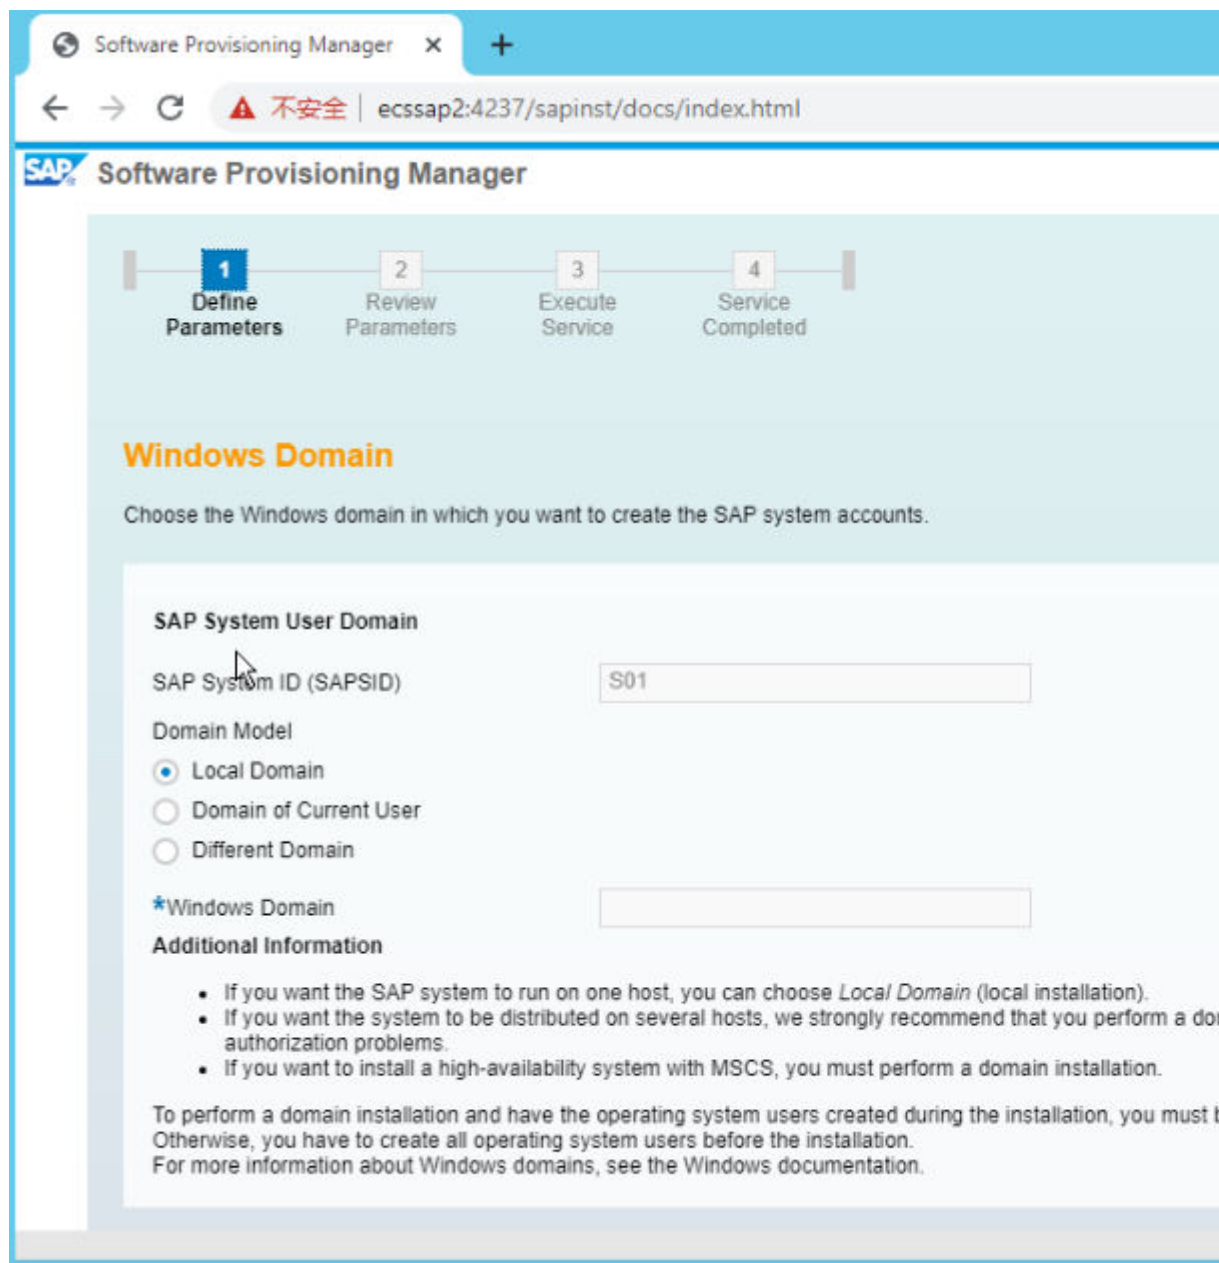 Software Provisioning Manager
不安全 | ecssap2:4237/sapinst/docs/index.html
SAP Software Provisioning Manager
1 2 3 4
Define Parameters
Review Parameters
Execute Service
Service Completed
Windows Domain
Choose the Windows domain in which you want to create the SAP system accounts.
SAP System User Domain
SAP System ID (SAPSID) S01
Domain Model
Local Domain
Domain of Current User
Different Domain
*Windows Domain
Additional Information
• If you want the SAP system to run on one host, you can choose Local Domain (local installation).
• If you want the system to be distributed on several hosts, we strongly recommend that you perform a
authorization problems.
• If you want to install a high-availability system with MSCS, you must perform a domain installation.
To perform a domain installation and have the operating system users created during the installation, you must
Otherwise, you have to create all operating system users before the installation.
For more information about Windows domains, see the Windows documentation.